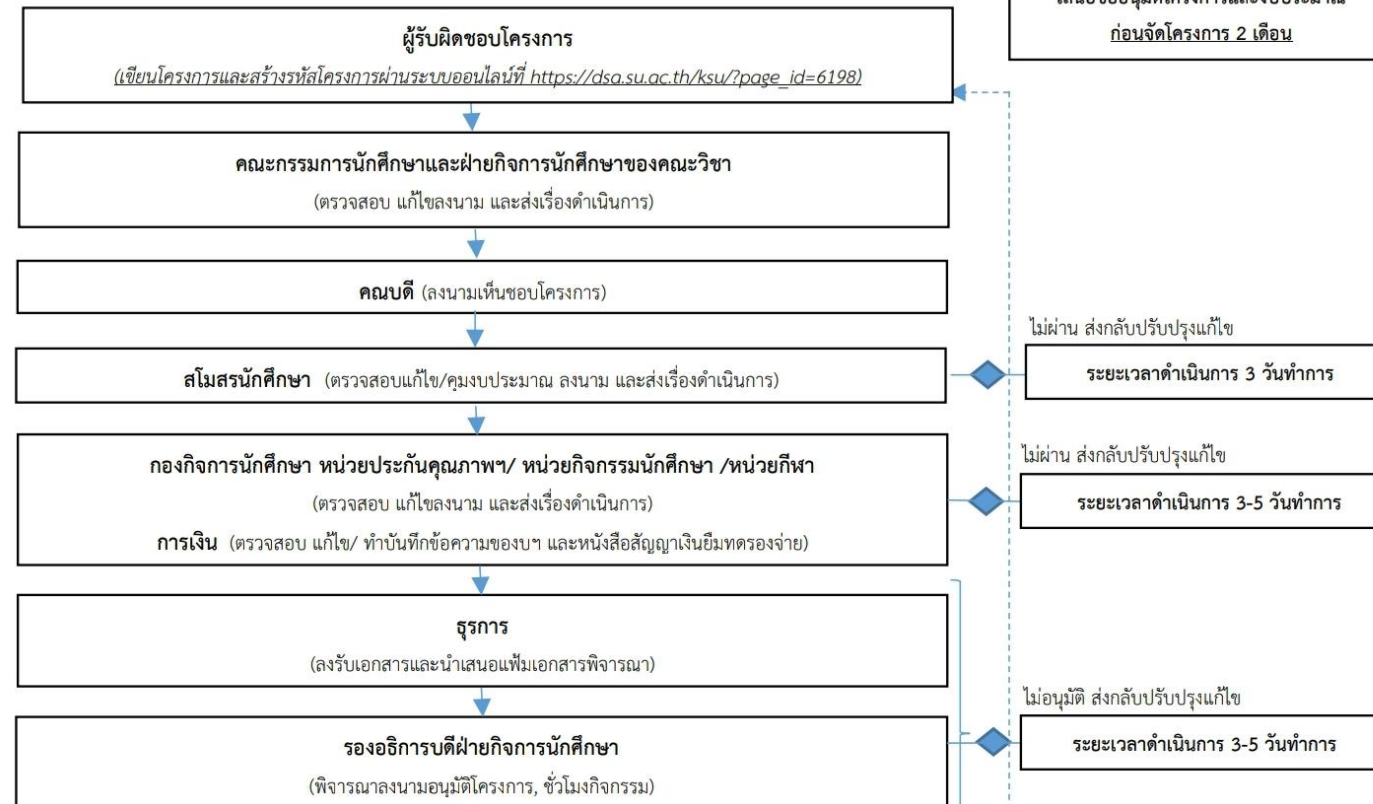 เสนอขออนุมัติโครงการและงบประมาณ
ก่อนจัดโครงการ 2 เดือน
ผู้รับผิดชอบโครงการ
(เขียนโครงการและสร้างรหัสโครงการผ่านระบบออนไลน์ที่ https://dsa.su.ac.th/ksu/?page_id=6198)
คณะกรรมการนักศึกษาและฝ่ายกิจการนักศึกษาของคณะวิชา
(ตรวจสอบ แก้ไขลงนาม และส่งเรื่องดำเนินการ)
คณบดี (ลงนามเห็นชอบโครงการ)
ไม่ผ่าน ส่งกลับปรับปรุงแก้ไข
สโมสรนักศึกษา (ตรวจสอบแก้ไข/คุมงบประมาณ ลงนาม และส่งเรื่องดำเนินการ)
ระยะเวลาดำเนินการ 3 วันทำการ
ไม่ผ่าน ส่งกลับปรับปรุงแก้ไข
กองกิจการนักศึกษา หน่วยประกันคุณภาพฯ/ หน่วยกิจกรรมนักศึกษา /หน่วยกีฬา
(ตรวจสอบ แก้ไขลงนาม และส่งเรื่องดำเนินการ)
ระยะเวลาดำเนินการ 3-5 วันทำการ
การเงิน (ตรวจสอบ แก้ไข/ ทำบันทึกข้อความของบฯ และหนังสือสัญญาเงินยืมทดรองจ่าย)
ธุรการ
(ลงรับเอกสารและนำเสนอแฟ้มเอกสารพิจารณา)
ไม่อนุมัติ ส่งกลับปรับปรุงแก้ไข
รองอธิการบดีฝ่ายกิจการนักศึกษา
ระยะเวลาดำเนินการ 3-5 วันทำการ
(พิจารณาลงนามอนุมัติโครงการ, ชั่วโมงกิจกรรม)